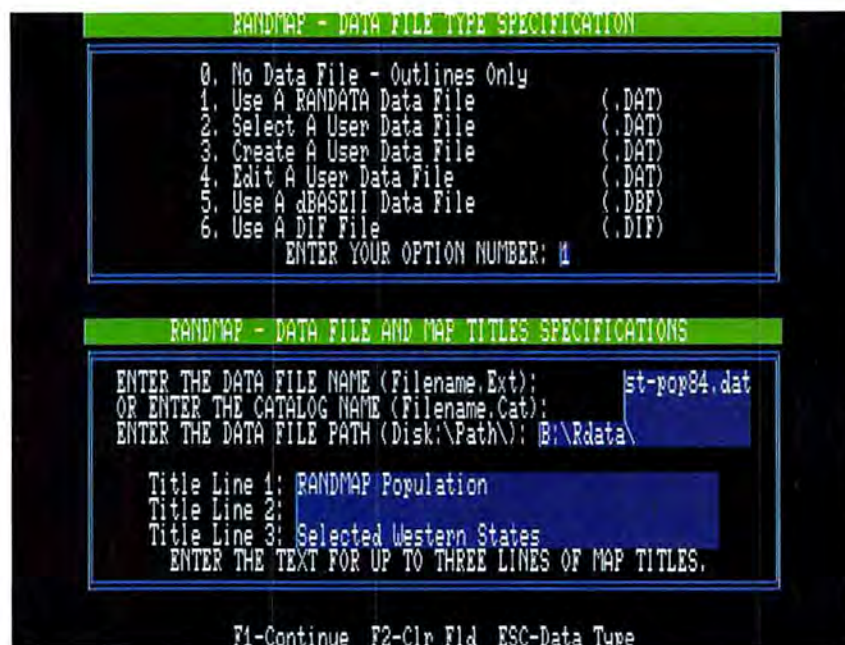 RANDMAP - DATA FILE TYPE SPECIFICATION
0. No Data File - Outlines Only
1. Use A RANDATA Data File (.DAT)
2. Select A User Data File (.DAT)
3. Create A User Data File (.DAT)
4. Edit A User Data File (.DAT)
5. Use A dBASEII Data File (.DBF)
6. Use A DIF File (.DIF)
ENTER YOUR OPTION NUMBER: 1
RANDMAP - DATA FILE AND MAP TITLES SPECIFICATIONS
ENTER THE DATA FILE NAME (Filename.Ext): st-pop84.dat
OR ENTER THE CATALOG NAME (Filename.Cat):
ENTER THE DATA FILE PATH (Disk:\Path\): B:\Rdata\
Title Line 1: RANDMAP Population
Title Line 2:
Title Line 3: Selected Western States
ENTER THE TEXT FOR UP TO THREE LINES OF MAP TITLES.
F1-Continue F2-Clr Fld ESC-Data Type